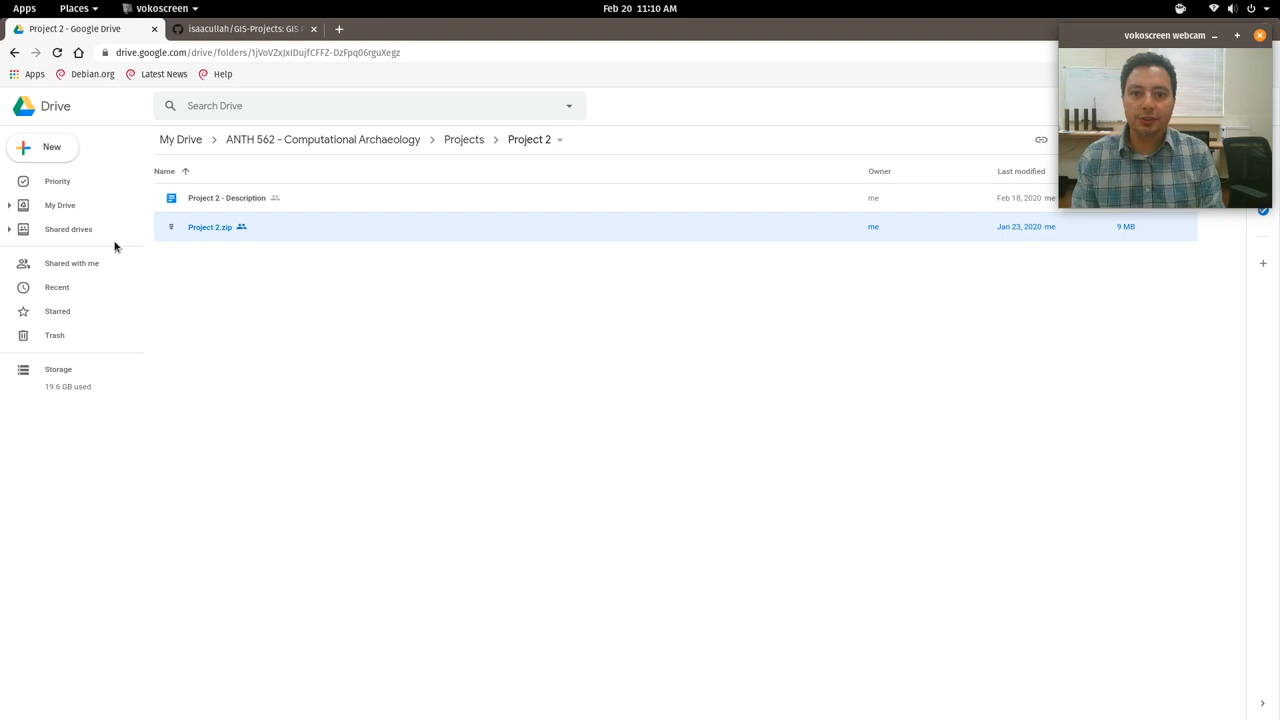 Apps Places vokoscreen Feb 20 11:10 AM
Project 2 - Google Drive isaacullah/GIS-Projects: GIS P
drive.google.com/drive/folders/1jVoVZxJxIDujfCFFZ-DzFpq06rguXegz
Apps Debian.org Latest News Help
vokoscreen webcam
Drive
Search Drive
New
My Drive ANTH 562 - Computational Archaeology Projects Project 2
Name Owner Last modified
Priority
Project 2 - Description me Feb 18, 2020 me
My Drive
Project 2.zip me Jan 23, 2020 me 9 MB
Shared drives
Shared with me
Recent
Starred
Trash
Storage
19.6 GB used